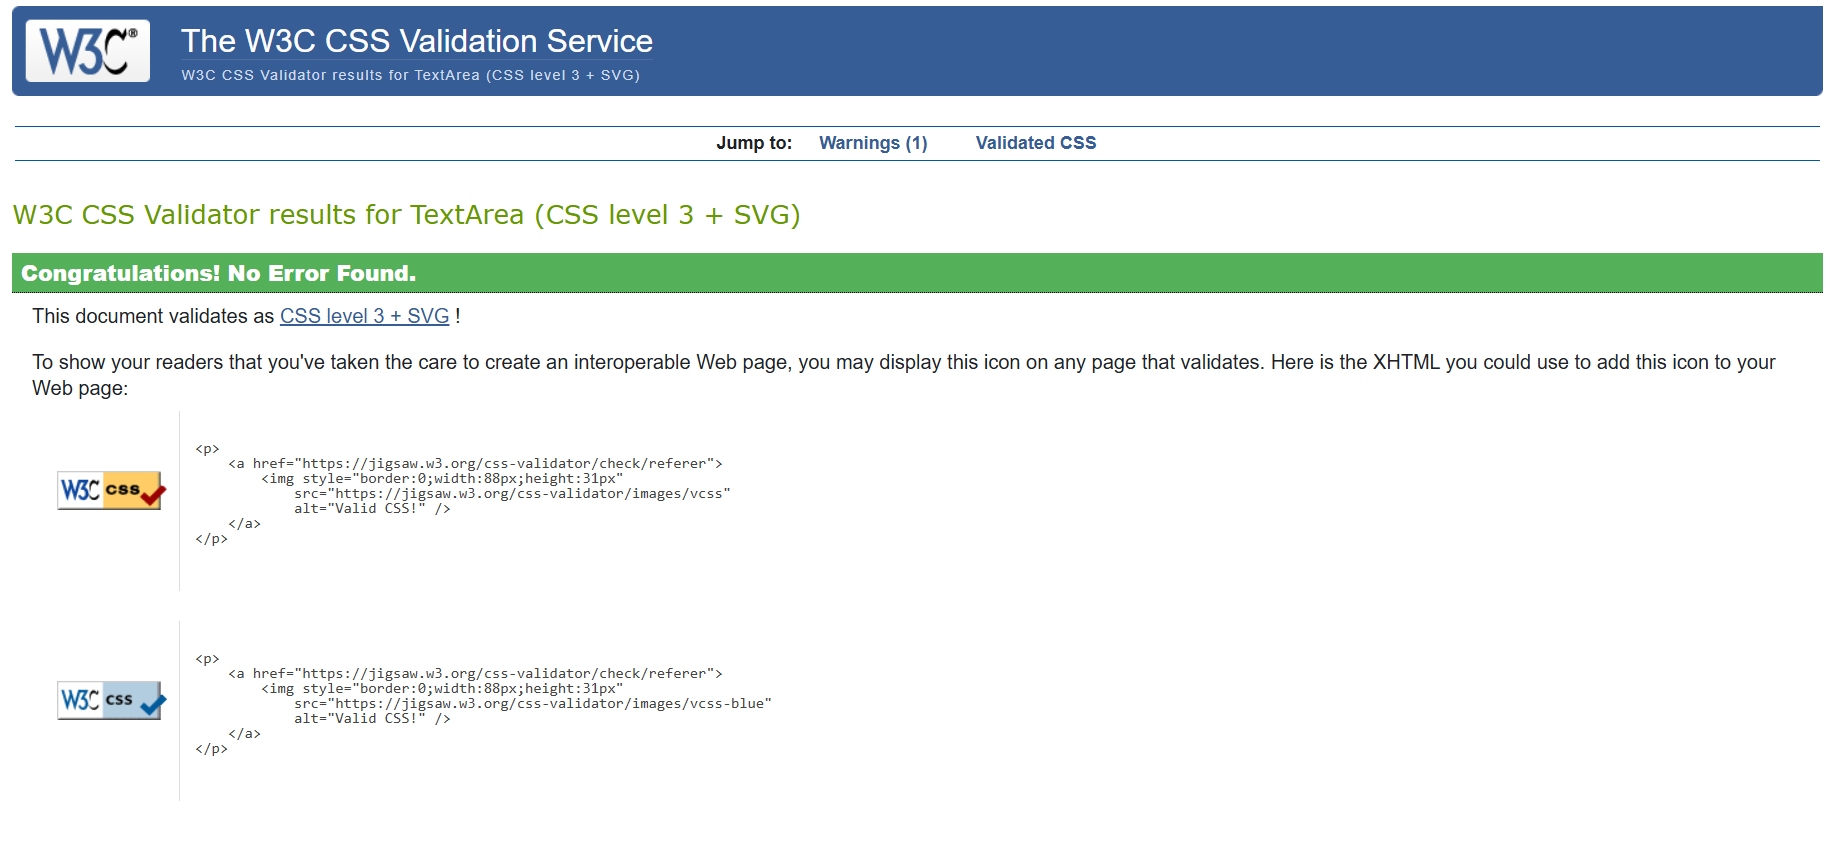 W3C®
The W3C CSS Validation Service
W3C CSS Validator results for TextArea (CSS level 3 + SVG)
Jump to: Warnings (1) Validated CSS
W3C CSS Validator results for TextArea (CSS level 3 + SVG)
Congratulations! No Error Found.
This document validates as CSS level 3 + SVG !
To show your readers that you've taken the care to create an interoperable Web page, you may display this icon on any page that validates. Here is the XHTML you could use to add this icon to your
Web page:
W3C css
<p>
    <a href="https://jigsaw.w3.org/css-validator/check/referer">
        <img style="border:0;width:88px;height:31px"
            src="https://jigsaw.w3.org/css-validator/images/vcss"
            alt="Valid CSS!" />
    </a>
</p>
W3C css
<p>
    <a href="https://jigsaw.w3.org/css-validator/check/referer">
        <img style="border:0;width:88px;height:31px"
            src="https://jigsaw.w3.org/css-validator/images/vcss-blue"
            alt="Valid CSS!" />
    </a>
</p>